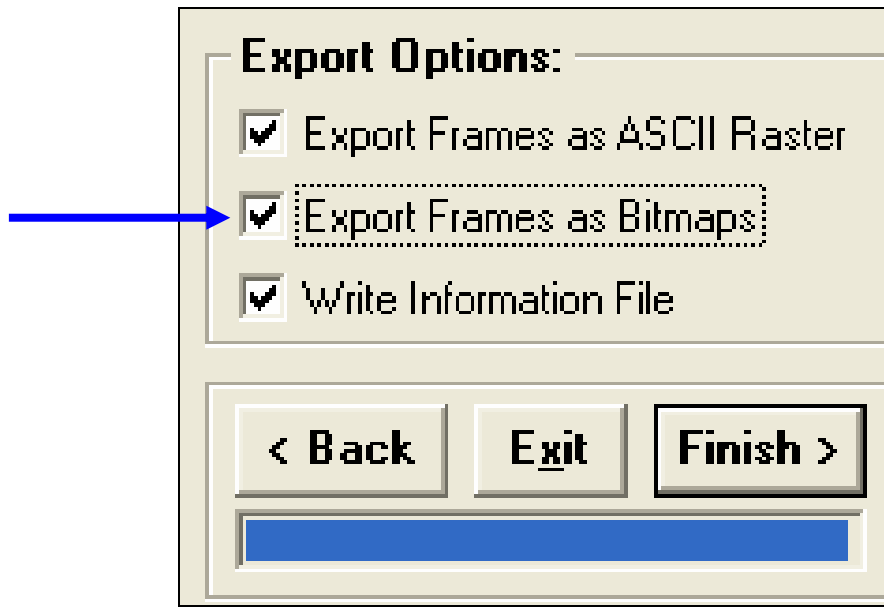 Export Options:
Export Frames as ASCII Raster
Export Frames as Bitmaps
Write Information File
< Back Exit Finish >